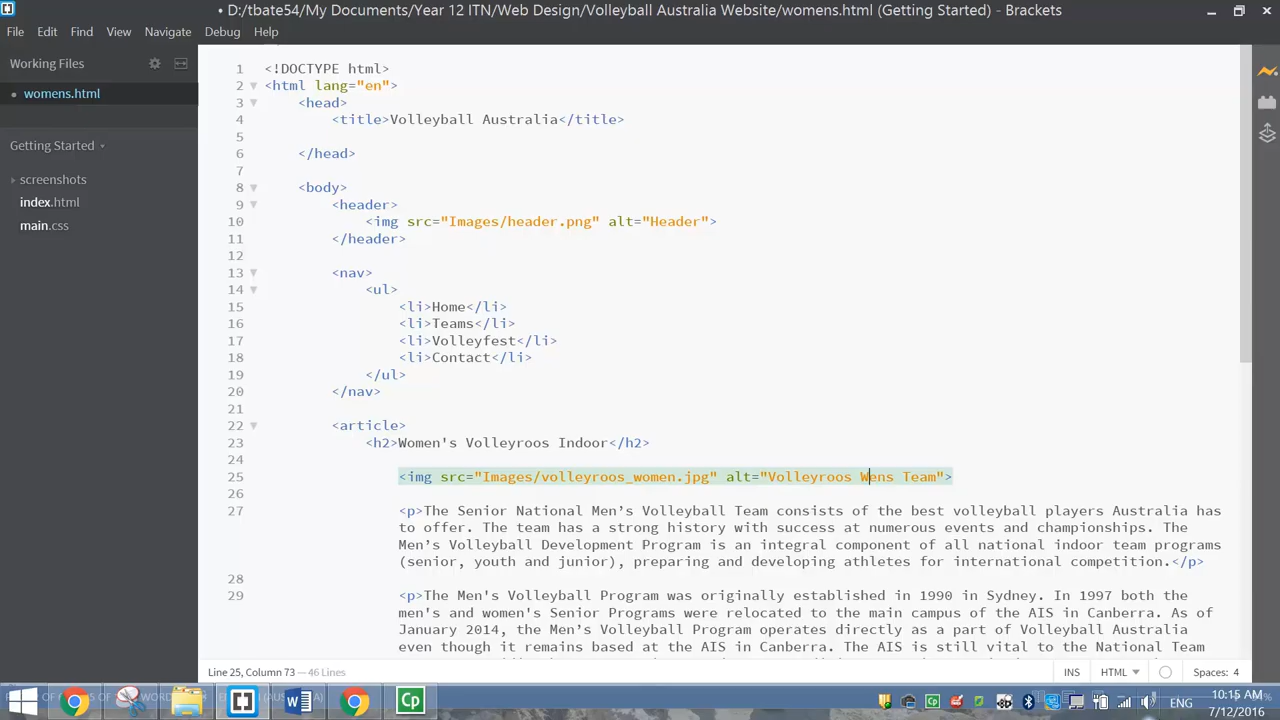 • D:/tbate54/My Documents/Year 12 ITN/Web Design/Volleyball Australia Website/womens.html (Getting Started) - Brackets
File Edit Find View Navigate Debug Help
Working Files
• womens.html
Getting Started
screenshots
index.html
main.css
1 <!DOCTYPE html>
2 <html lang="en">
3 <head>
4 <title>Volleyball Australia</title>
5
6 </head>
7
8 <body>
9 <header>
10 <img src="Images/header.png" alt="Header">
11 </header>
12
13 <nav>
14 <ul>
15 <li>Home</li>
16 <li>Teams</li>
17 <li>Volleyfest</li>
18 <li>Contact</li>
19 </ul>
20 </nav>
21
22 <article>
23 <h2>Women's Volleyroos Indoor</h2>
24
25 <img src="Images/volleyroos_women.jpg" alt="Volleyroos Wens Team">
26
27 <p>The Senior National Men’s Volleyball Team consists of the best volleyball players Australia has
to offer. The team has a strong history with success at numerous events and championships. The
Men’s Volleyball Development Program is an integral component of all national indoor team programs
(senior, youth and junior), preparing and developing athletes for international competition.</p>
28
29 <p>The Men's Volleyball Program was originally established in 1990 in Sydney. In 1997 both the
men's and women's Senior Programs were relocated to the main campus of the AIS in Canberra. As of
January 2014, the Men’s Volleyball Program operates directly as a part of Volleyball Australia
even though it remains based at the AIS in Canberra. The AIS is still vital to the National Team
Line 25, Column 73 — 46 Lines
INS HTML Spaces: 4
Cp
ENG
10:15 AM
7/12/2016